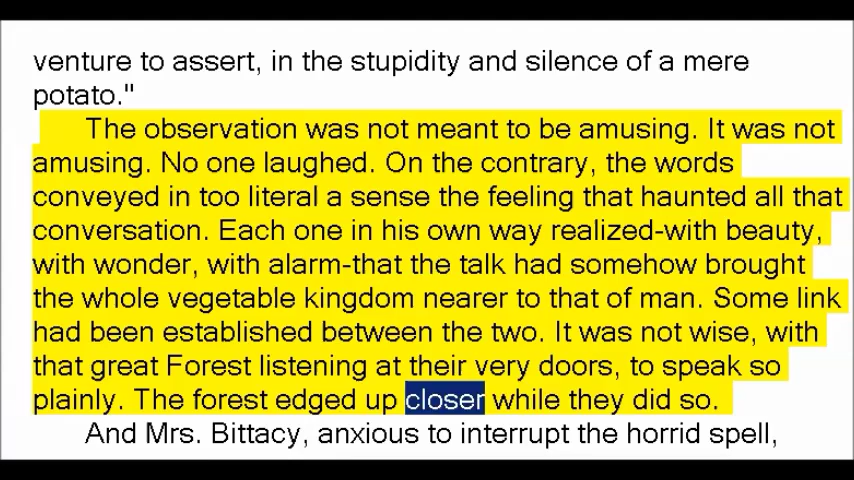 venture to assert, in the stupidity and silence of a mere
potato."
The observation was not meant to be amusing. It was not
amusing. No one laughed. On the contrary, the words
conveyed in too literal a sense the feeling that haunted all that
conversation. Each one in his own way realized-with beauty,
with wonder, with alarm-that the talk had somehow brought
the whole vegetable kingdom nearer to that of man. Some link
had been established between the two. It was not wise, with
that great Forest listening at their very doors, to speak so
plainly. The forest edged up closer while they did so.
And Mrs. Bittacy, anxious to interrupt the horrid spell,